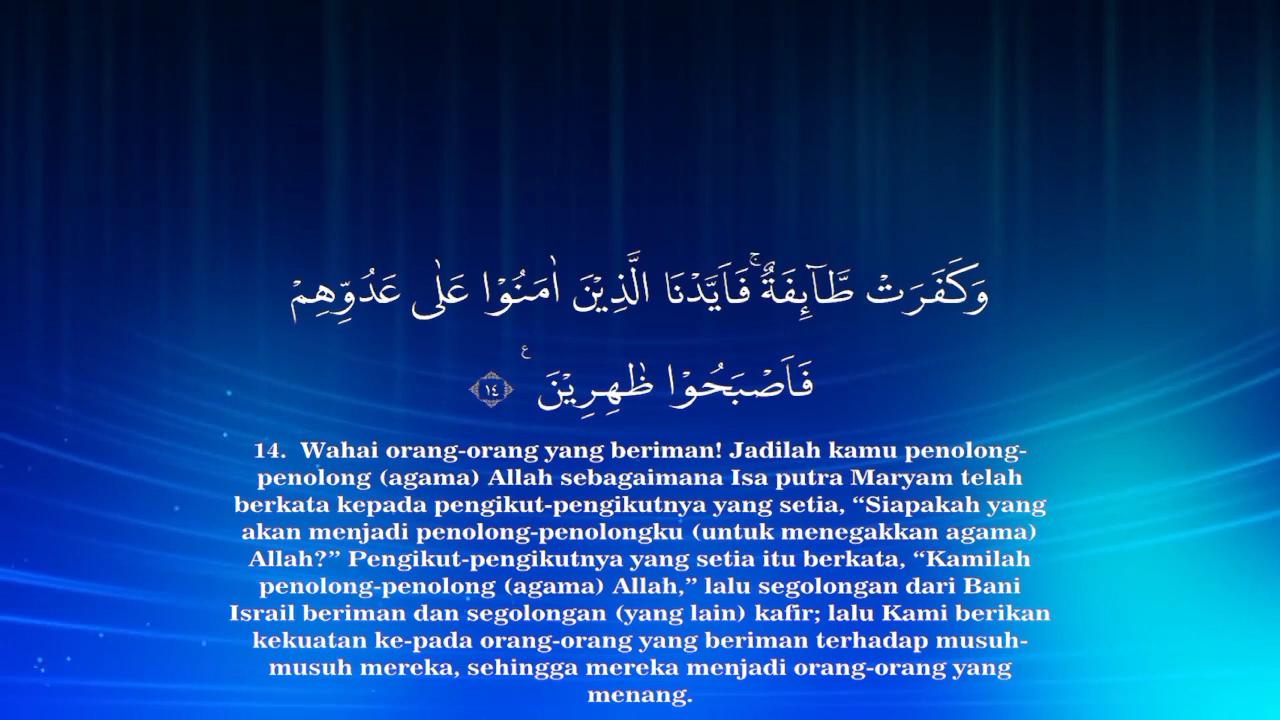 وَكَفَرَتْ طَّاۤىِٕفَةٌ ۚفَاَيَّدْنَا الَّذِيْنَ اٰمَنُوْا عَلٰى عَدُوِّهِمْ
فَاَصْبَحُوْا ظٰهِرِيْنَ ࣖ ١٤
14. Wahai orang-orang yang beriman! Jadilah kamu penolong-
penolong (agama) Allah sebagaimana Isa putra Maryam telah
berkata kepada pengikut-pengikutnya yang setia, “Siapakah yang
akan menjadi penolong-penolongku (untuk menegakkan agama)
Allah?” Pengikut-pengikutnya yang setia itu berkata, “Kamilah
penolong-penolong (agama) Allah,” lalu segolongan dari Bani
Israil beriman dan segolongan (yang lain) kafir; lalu Kami berikan
kekuatan ke-pada orang-orang yang beriman terhadap musuh-
musuh mereka, sehingga mereka menjadi orang-orang yang
menang.